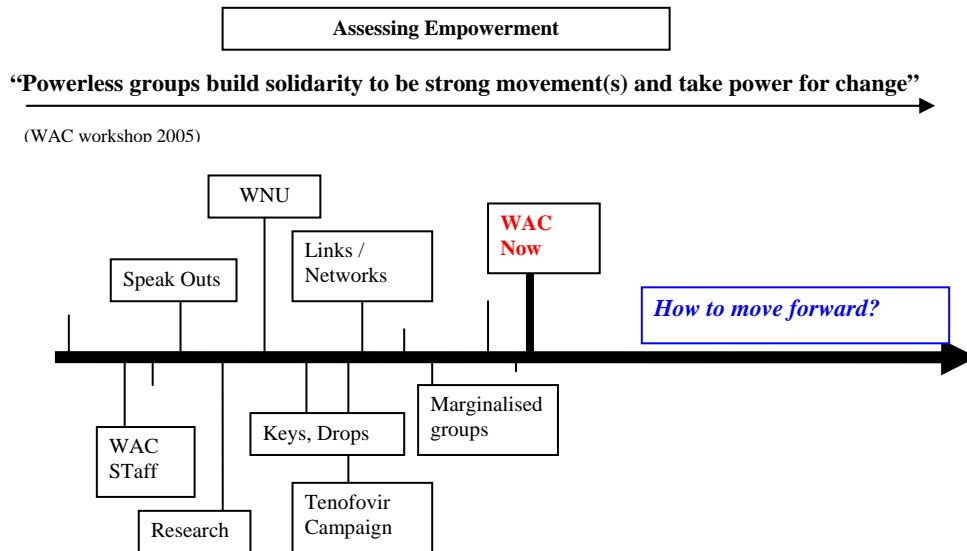 Assessing Empowerment
“Powerless groups build solidarity to be strong movement(s) and take power for change”
(WAC workshop 2005)
WNU
WAC
Now
Links /
Networks
Speak Outs
How to move forward?
Marginalised
groups
Keys, Drops
WAC
STaff
Tenofovir
Campaign
Research